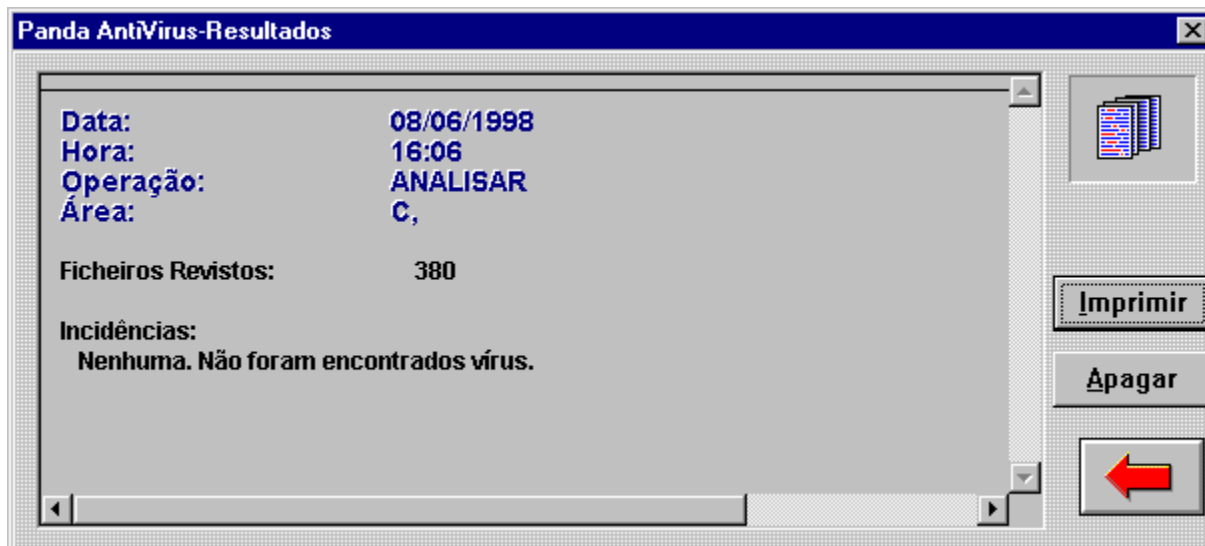 Panda AntiVirus-Resultados
Data: 08/06/1998
Hora: 16:06
Operação: ANALISAR
Área: C,
Ficheiros Revistos: 380
Incidências:
Nenhuma. Não foram encontrados vírus.
Imprimir
Apagar